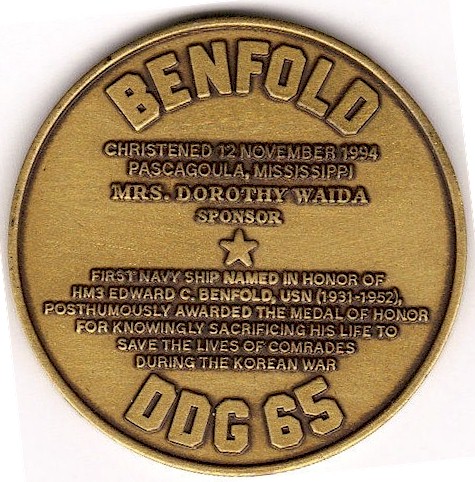 BENFOLD
CHRISTENED 12 NOVEMBER 1994
PASCAGOULA, MISSISSIPPI
MRS. DOROTHY WAIDA
SPONSOR
FIRST NAVY SHIP NAMED IN HONOR OF
HM3 EDWARD C. BENFOLD, USN (1931-1952),
POSTHUMOUSLY AWARDED THE MEDAL OF HONOR
FOR KNOWINGLY SACRIFICING HIS LIFE TO
SAVE THE LIVES OF COMRADES
DURING THE KOREAN WAR
DDG 65